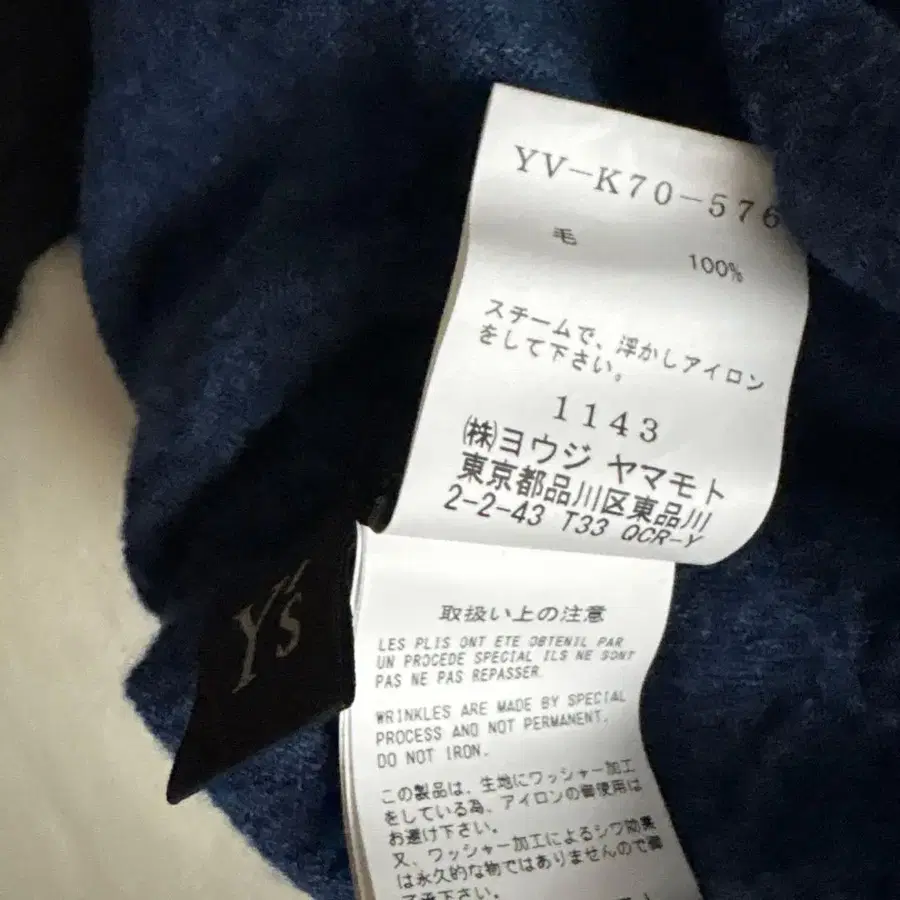 YV-K70-576
毛
100%
スチームで、浮かしアイロン
をして下さい。
1143
㈱ヨウジ ヤマモト
東京都品川区東品川
2-2-43 T33 QCR-Y
Y's
取扱い上の注意
LES PLIS ONT ETE OBTENIL PAR
UN PROCEDE SPECIAL ILS NE SONT
PAS NE PAS REPASSER.
WRINKLES ARE MADE BY SPECIAL
PROCESS AND NOT PERMANENT.
DO NOT IRON.
この製品は、生地にワッシャー加工
をしている為、アイロンの御使用は
お避け下さい。
又、ワッシャー加工によるシワ効果
は永久的な物ではありませんので御
了承下さい。